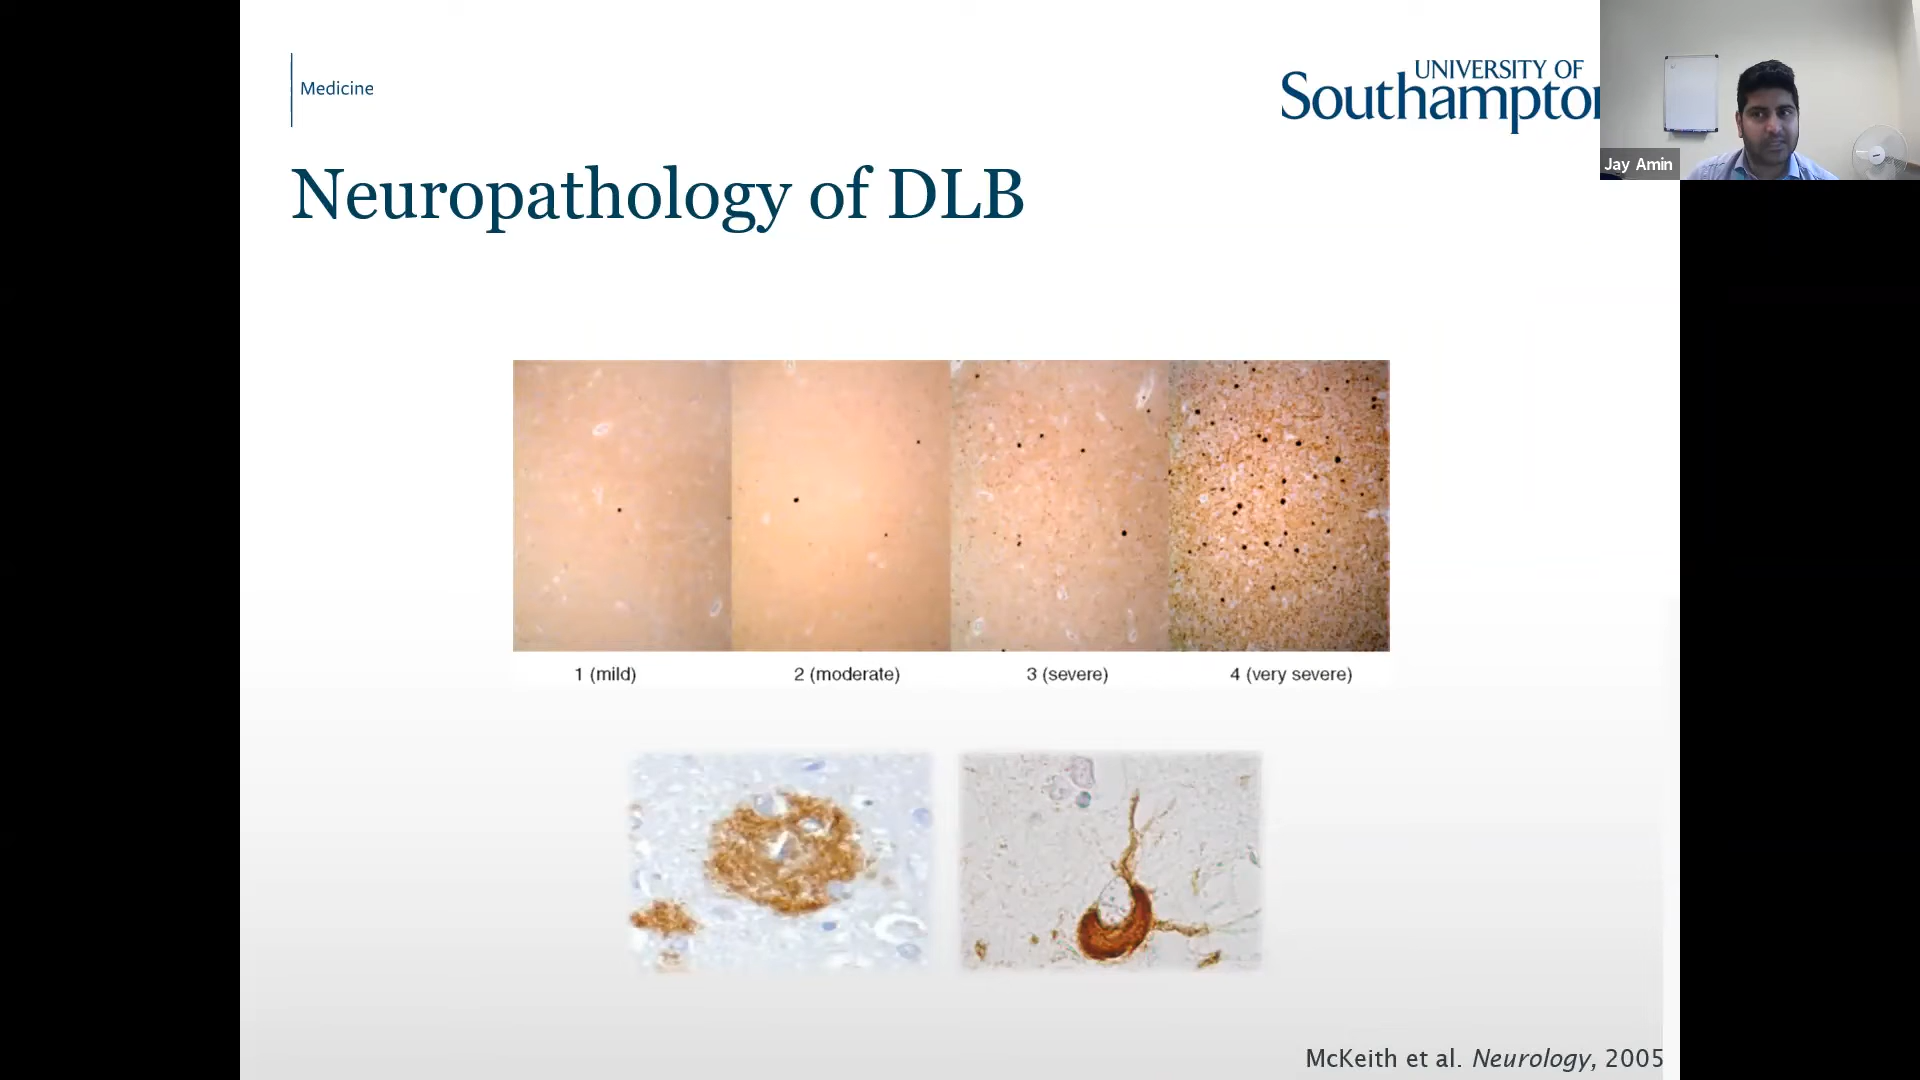 Medicine
UNIVERSITY OF
Southampton
Jay Amin
Neuropathology of DLB
1 (mild)
2 (moderate)
3 (severe)
4 (very severe)
McKeith et al. Neurology, 2005